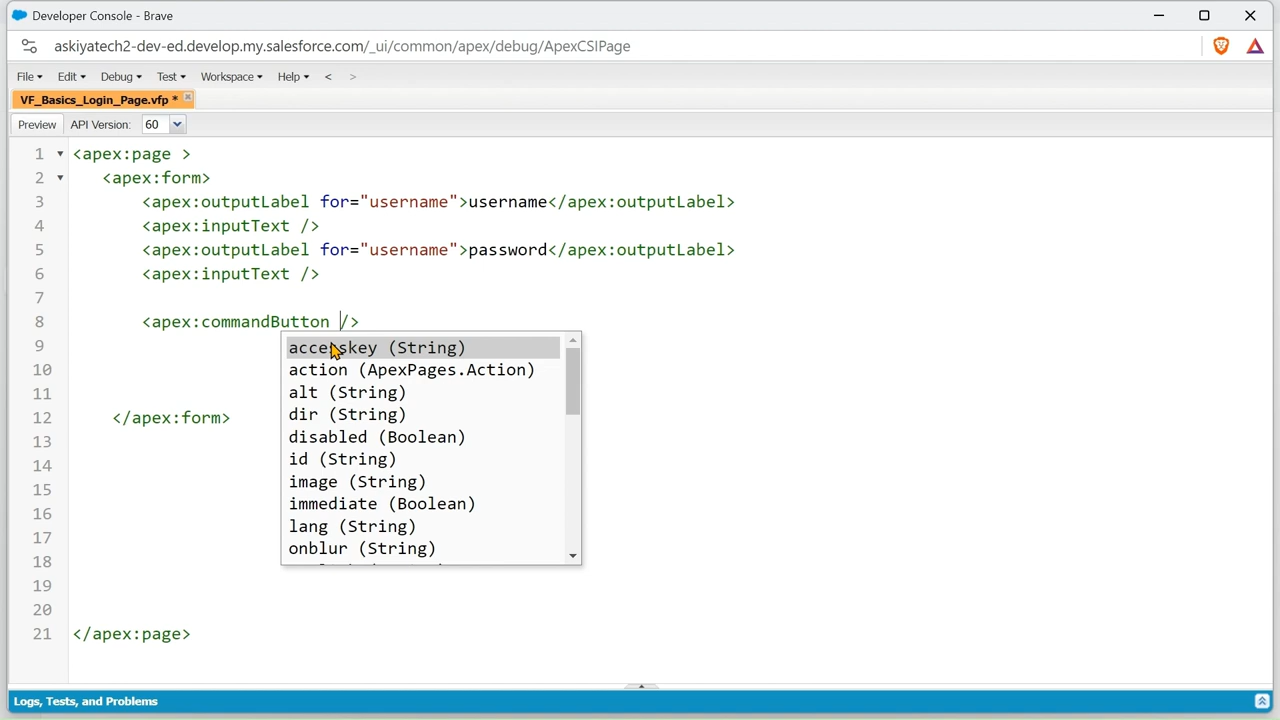 Developer Console - Brave
askiyatech2-dev-ed.develop.my.salesforce.com/_ui/common/apex/debug/ApexCSIPage
File Edit Debug Test Workspace Help < >
VF_Basics_Login_Page.vfp *
Preview API Version: 60
1 <apex:page >
2 <apex:form>
3 <apex:outputLabel for="username">username</apex:outputLabel>
4 <apex:inputText />
5 <apex:outputLabel for="username">password</apex:outputLabel>
6 <apex:inputText />
7
8 <apex:commandButton />
9 accesskey (String)
10 action (ApexPages.Action)
11 alt (String)
12 </apex:form> dir (String)
13 disabled (Boolean)
14 id (String)
15 image (String)
16 immediate (Boolean)
17 lang (String)
18 onblur (String)
19
20
21 </apex:page>
Logs, Tests, and Problems